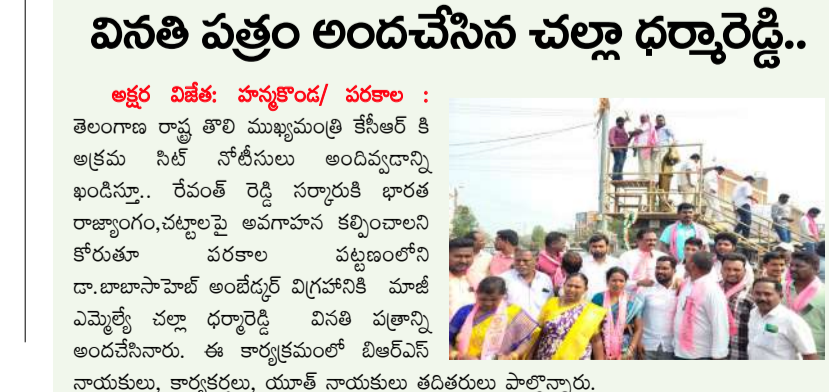 వినతి పత్రం అందచేసిన చల్లా ధర్మారెడ్డి..
అక్షర విజేత: హన్మకొండ/ పరకాల :
తెలంగాణ రాష్ట్ర తొలి ముఖ్యమంత్రి కేసీఆర్ కి
అక్రమ సిట్ నోటీసులు అందివ్వడాన్ని
ఖండిస్తూ.. రేవంత్ రెడ్డి సర్కారుకి భారత
రాజ్యాంగం,చట్టాలపై అవగాహన కల్పించాలని
కోరుతూ పరకాల పట్టణంలోని
డా.బాబాసాహెబ్ అంబేడ్కర్ విగ్రహానికి మాజీ
ఎమ్మెల్యే చల్లా ధర్మారెడ్డి వినతి పత్రాన్ని
అందచేసినారు. ఈ కార్యక్రమంలో బిఆర్ఎస్
నాయకులు, కార్యకర్తలు, యూత్ నాయకులు తదితరులు పాల్గొన్నారు.